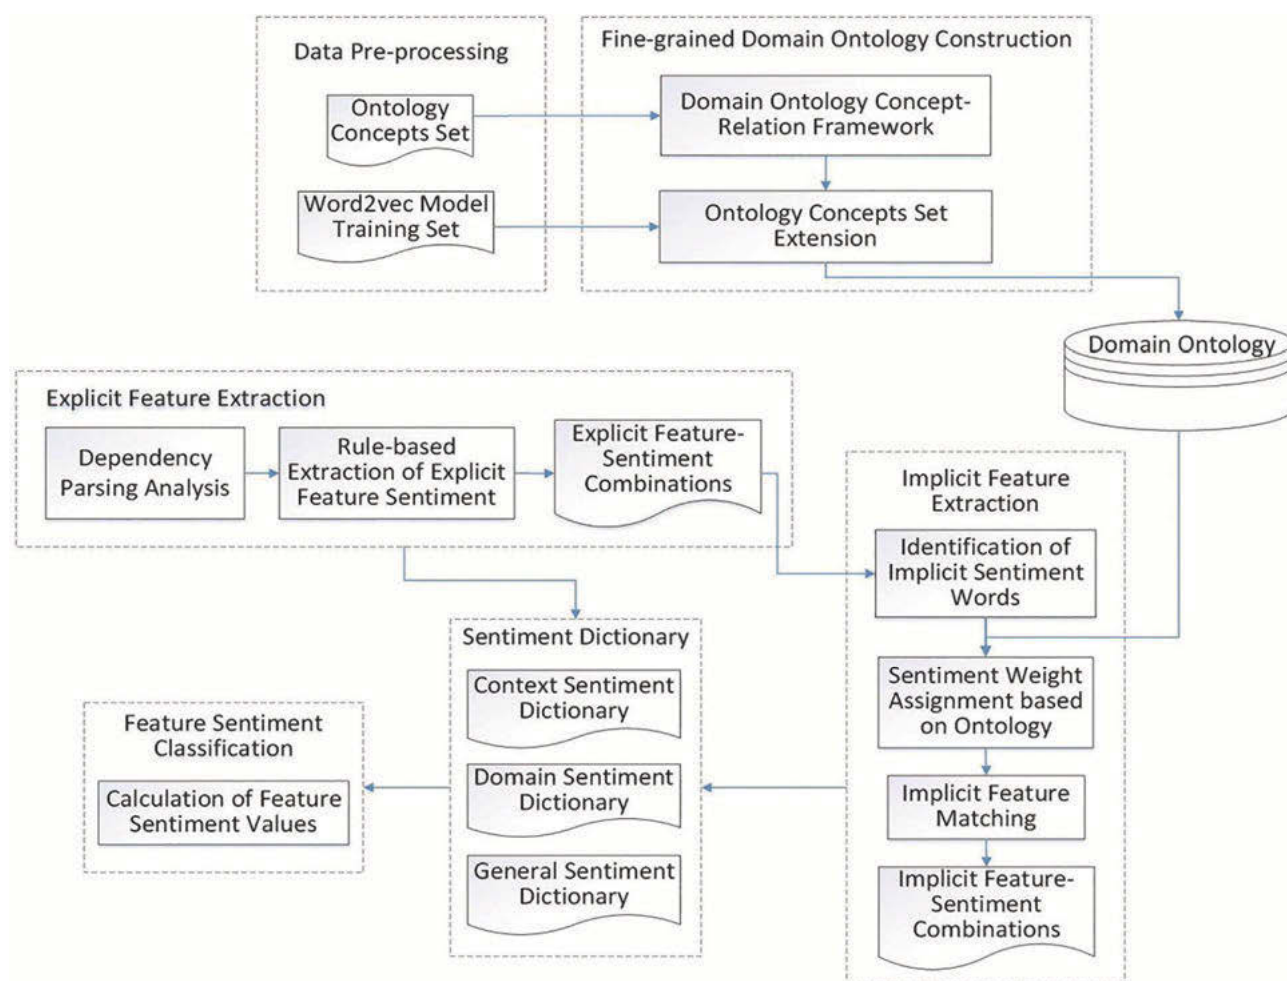 Data Pre-processing
Ontology
Concepts Set
Word2vec Model
Training Set
Fine-grained Domain Ontology Construction
Domain Ontology Concept-
Relation Framework
Ontology Concepts Set
Extension
Domain Ontology
Explicit Feature Extraction
Dependency
Parsing Analysis
Rule-based
Extraction of Explicit
Feature Sentiment
Explicit Feature-
Sentiment
Combinations
Implicit Feature
Extraction
Identification of
Implicit Sentiment
Words
Sentiment Weight
Assignment based
on Ontology
Implicit Feature
Matching
Implicit Feature-
Sentiment
Combinations
Sentiment Dictionary
Context Sentiment
Dictionary
Domain Sentiment
Dictionary
General Sentiment
Dictionary
Feature Sentiment
Classification
Calculation of Feature
Sentiment Values